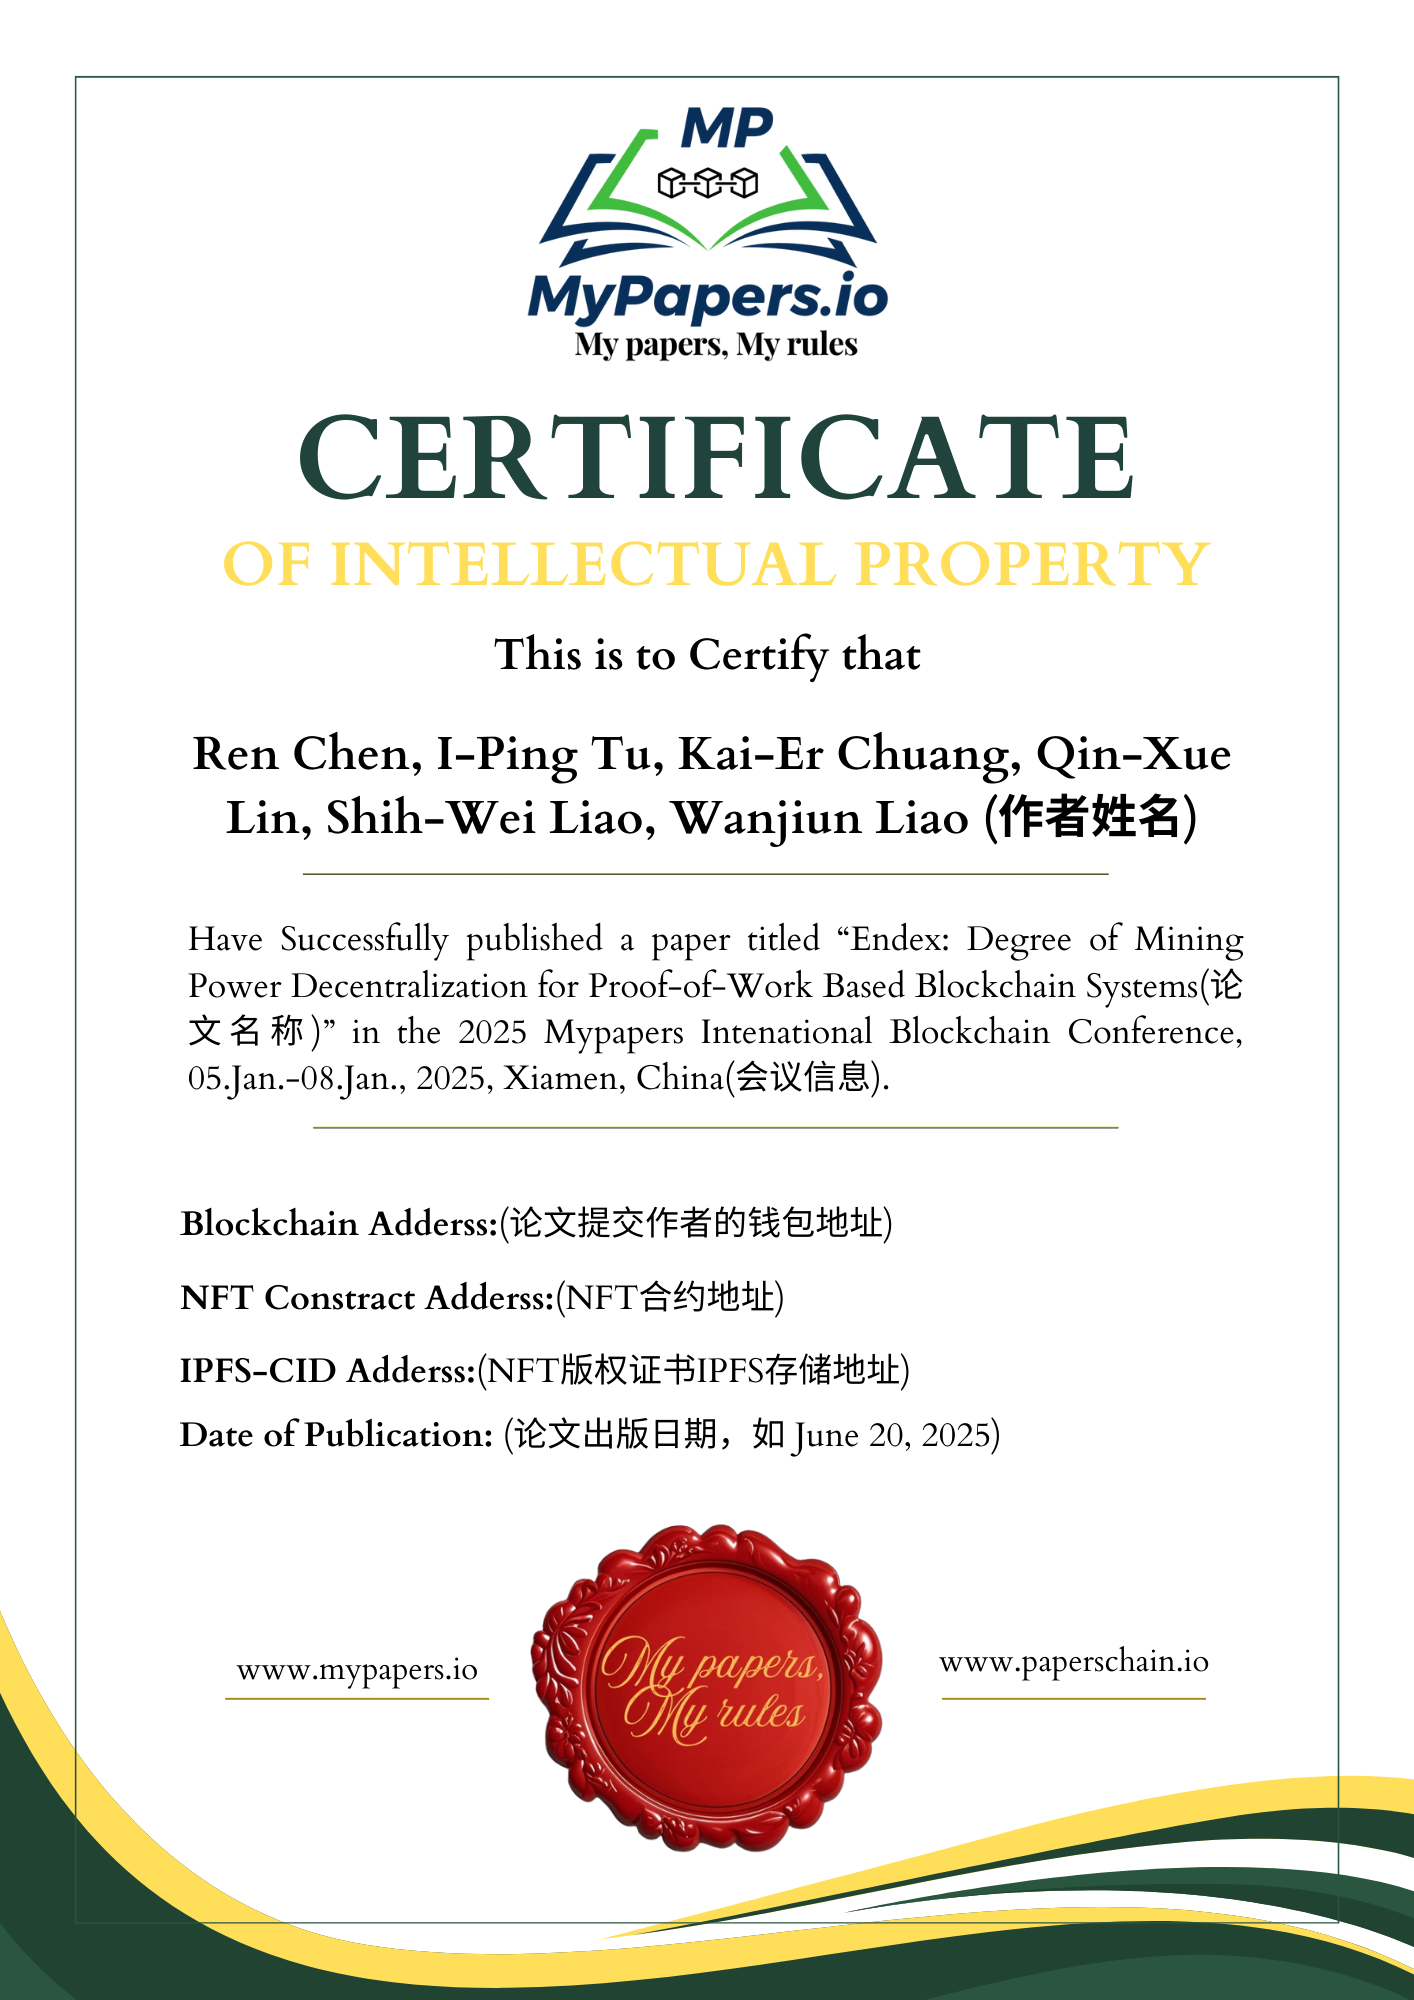 MP
MyPapers.io
My papers, My rules
CERTIFICATE
OF INTELLECTUAL PROPERTY
This is to Certify that
Ren Chen, I-Ping Tu, Kai-Er Chuang, Qin-Xue
Lin, Shih-Wei Liao, Wanjiun Liao (作者姓名)
Have Successfully published a paper titled “Endex: Degree of Mining
Power Decentralization for Proof-of-Work Based Blockchain Systems(论
文名称)” in the 2025 Mypapers Intenational Blockchain Conference,
05.Jan.-08.Jan., 2025, Xiamen, China(会议信息).
Blockchain Adderss:(论文提交作者的钱包地址)
NFT Constract Adderss:(NFT合约地址)
IPFS-CID Adderss:(NFT版权证书IPFS存储地址)
Date of Publication: (论文出版日期，如 June 20, 2025)
www.mypapers.io
My papers,
My rules
www.paperschain.io